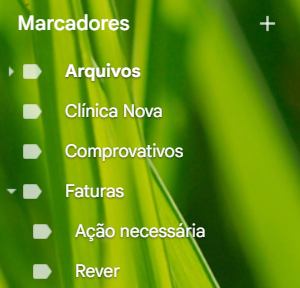 Marcadores
Arquivos
Clínica Nova
Comprovativos
Faturas
Ação necessária
Rever